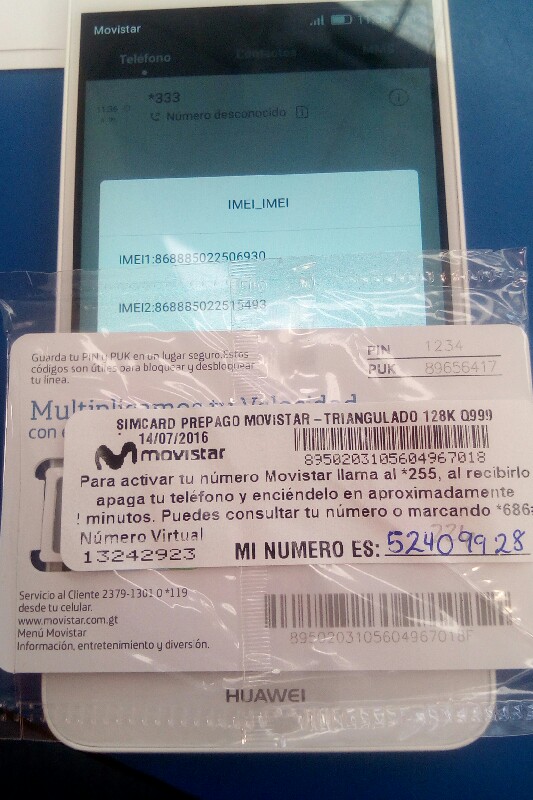 Movistar
Teléfono
Contactos
*333
Número desconocido
IMEI_IMEI
IMEI1:868885022506930
IMEI2:868885022515493
Guarda tu PIN y PUK en un lugar seguro.Estos
códigos son útiles para bloquear y desbloquear
tu línea.
PIN 1234
PUK 89656417
Multiplicamos tu Velocidad
con
SIMCARD PREPAGO MOVISTAR -TRIANGULADO 128K Q999
14/07/2016
movistar
8950203105604967018
Para activar tu número Movistar llama al *255, al recibirlo
apaga tu teléfono y enciéndelo en aproximadamente
! minutos. Puedes consultar tu número o marcando *686#
Número Virtual
13242923
MI NUMERO ES: 52409928
Servicio al Cliente 2379-1301 0 *119
desde tu celular.
www.movistar.com.gt
Menú Movistar
Información, entretenimiento y diversión.
8950203105604967018F
HUAWEI